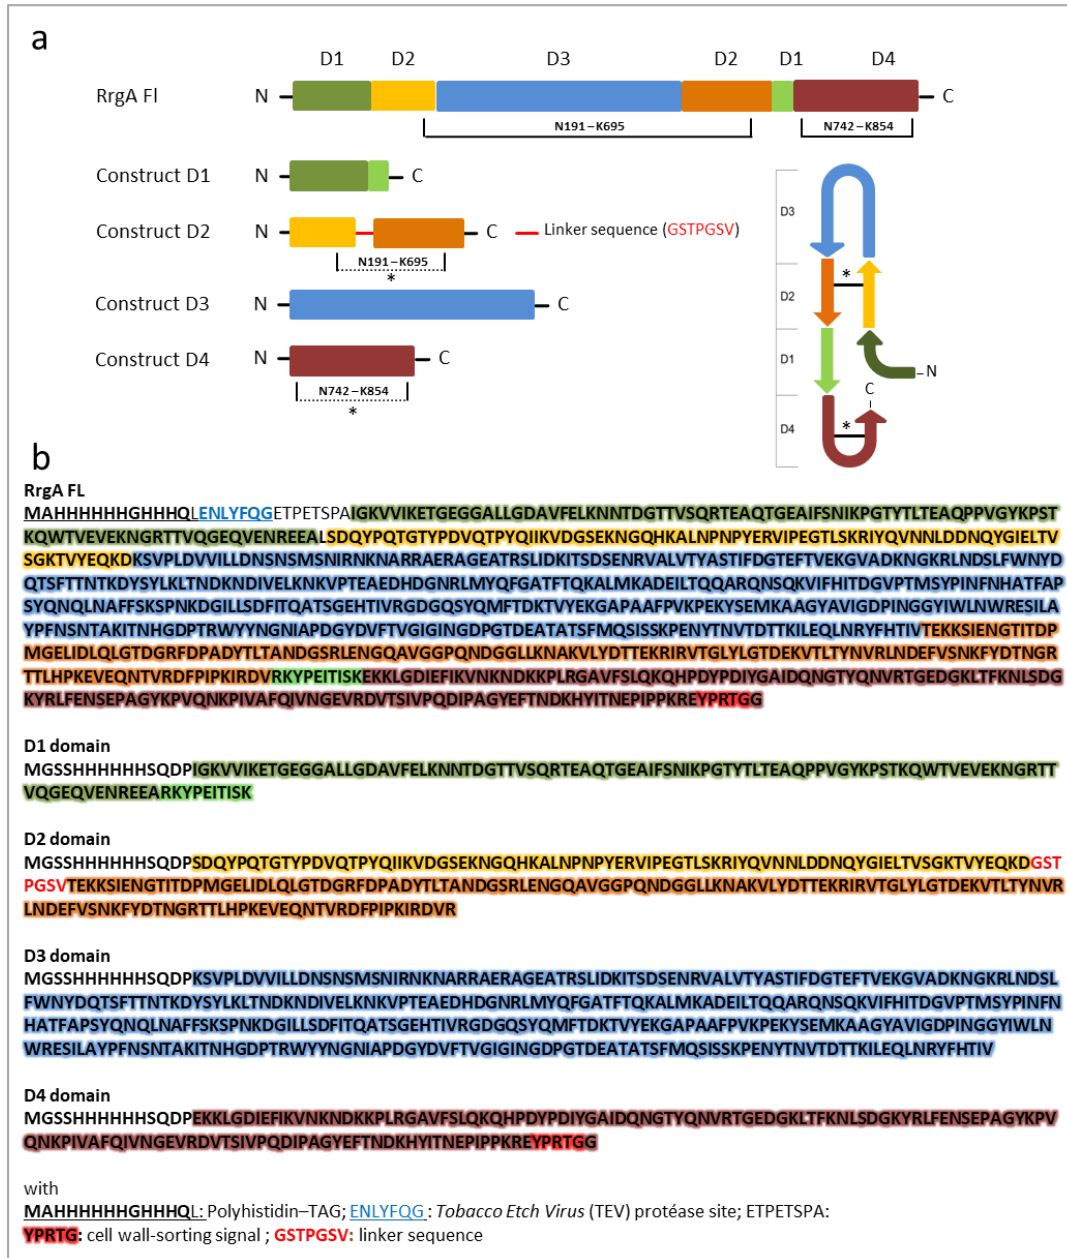 a
D1 D2 D3 D2 D1 D4
RrgA Fl N C
N191–K695 N742–K854
Construct D1 N C
Construct D2 N C Linker sequence (GSTPGSV)
N191–K695
*
Construct D3 N C
Construct D4 N C
N742–K854
*
D3
D2 *
D1
N
C
D4 *
b
RrgA FL
MAHHHHHHGHHHQLENLYFQGETPETSPAIGKVVIKETGEGGALLGDAVFELKNNTDGTTVSQRTEAQTGEAIFSNIKPGTYTLTEAQPPVGYKPST
KQWTVEVEKNGRTTVQGEQVENREEALSDQYPQTGTYPDVQTPYQIIKVDGSEKNGQHKALNPNPYERVIPEGTLSKRIYQVNNLDDNQYGIELTV
SGKTVYEQKDKSVPLDVVILLDNSNSMSNIRNKNARRAERAGEATRSLIDKITSDSENRVALVTYASTIFDGTEFTVEKGVADKNGKRLNDSLFWNYD
QTSFTTNTKDYSYLKLTNDKNDIVELKNKVPTEAEDHDGNRLMYQFGATFTQKALMKADEILTQQARQNSQKVIFHITDGVPTMSYPINFNHATFAP
SYQNQLNAFFSKSPNKDGILLSDFITQATSGEHTIVRGDGQSYQMFTDKTVYEKGAPAAFPVKPEKYSEMKAAGYAVIGDPINGGYIWLNWRESILA
YPFNSNTAKITNHGDPTRWYYNGNIAPDGYDVFTVGIGINGDPGTDEATATSFMQSISSKPENYTNVTDTTKILEQLNRYFHTIVTEKKSIENGTITDP
MGELIDLQLGTDGRFDPADYTLTANDGSRLENGQAVGGPQNDGGLLKNAKVLYDTTEKRIRVTGLYLGTDEKVTLTYNVRLNDEFVSNKFYDTNGR
TTLHPKEVEQNTVRDFPIPKIRDVRKYPEITISKEKKLGDIEFIKVNKNDKKPLRGAVFSLQKQHPDYPDIYGAIDQNGTYQNVRTGEDGKLTFKNLSDG
KYRLFENSEPAGYKPVQNKPIVAFQIVNGEVRDVTSIVPQDIPAGYEFTNDKHYITNEPIPPKREYPRTGG
D1 domain
MGSSHHHHHHSQDPIGKVVIKETGEGGALLGDAVFELKNNTDGTTVSQRTEAQTGEAIFSNIKPGTYTLTEAQPPVGYKPSTKQWTVEVEKNGRTT
VQGEQVENREEARKYPEITISK
D2 domain
MGSSHHHHHHSQDPSDQYPQTGTYPDVQTPYQIIKVDGSEKNGQHKALNPNPYERVIPEGTLSKRIYQVNNLDDNQYGIELTVSGKTVYEQKDGST
PGSVTEKKSIENGTITDPMGELIDLQLGTDGRFDPADYTLTANDGSRLENGQAVGGPQNDGGLLKNAKVLYDTTEKRIRVTGLYLGTDEKVTLTYNVR
LNDEFVSNKFYDTNGRTTLHPKEVEQNTVRDFPIPKIRDVR
D3 domain
MGSSHHHHHHSQDPKSVPLDVVILLDNSNSMSNIRNKNARRAERAGEATRSLIDKITSDSENRVALVTYASTIFDGTEFTVEKGVADKNGKRLNDSL
FWNYDQTSFTTNTKDYSYLKLTNDKNDIVELKNKVPTEAEDHDGNRLMYQFGATFTQKALMKADEILTQQARQNSQKVIFHITDGVPTMSYPINFN
HATFAPSYQNQLNAFFSKSPNKDGILLSDFITQATSGEHTIVRGDGQSYQMFTDKTVYEKGAPAAFPVKPEKYSEMKAAGYAVIGDPINGGYIWLN
WRESILAYPFNSNTAKITNHGDPTRWYYNGNIAPDGYDVFTVGIGINGDPGTDEATATSFMQSISSKPENYTNVTDTTKILEQLNRYFHTIV
D4 domain
MGSSHHHHHHSQDPEKKLGDIEFIKVNKNDKKPLRGAVFSLQKQHPDYPDIYGAIDQNGTYQNVRTGEDGKLTFKNLSDGKYRLFENSEPAGYKPV
QNKPIVAFQIVNGEVRDVTSIVPQDIPAGYEFTNDKHYITNEPIPPKREYPRTGG
with
MAHHHHHHGHHHQL: Polyhistidin–TAG; ENLYFQG : Tobacco Etch Virus (TEV) protéase site; ETPETSPA:
YPRTG: cell wall-sorting signal ; GSTPGSV: linker sequence